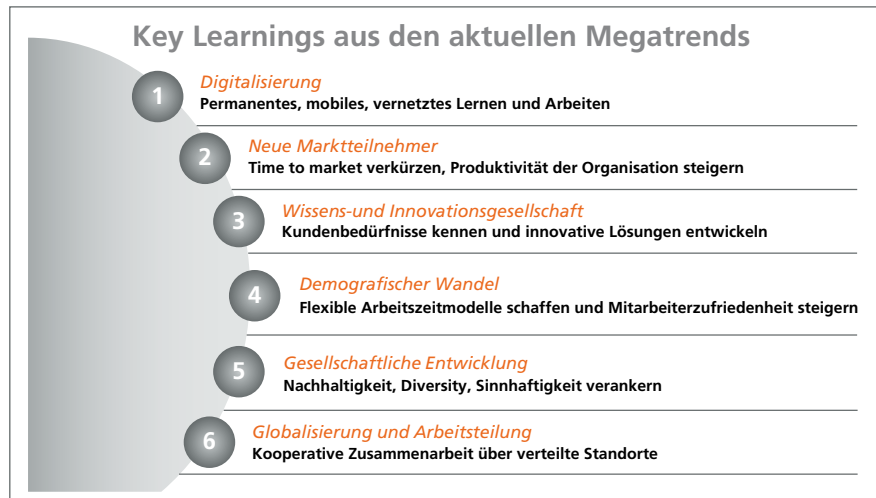 Key Learnings aus den aktuellen Megatrends
1
Digitalisierung
Permanentes, mobiles, vernetztes Lernen und Arbeiten
2
Neue Marktteilnehmer
Time to market verkürzen, Produktivität der Organisation steigern
3
Wissens-und Innovationsgesellschaft
Kundenbedürfnisse kennen und innovative Lösungen entwickeln
4
Demografischer Wandel
Flexible Arbeitszeitmodelle schaffen und Mitarbeiterzufriedenheit steigern
5
Gesellschaftliche Entwicklung
Nachhaltigkeit, Diversity, Sinnhaftigkeit verankern
6
Globalisierung und Arbeitsteilung
Kooperative Zusammenarbeit über verteilte Standorte